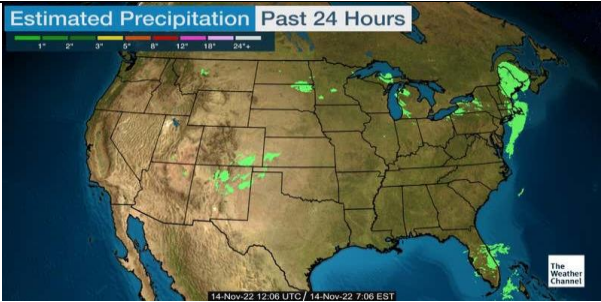 Estimated Precipitation Past 24 Hours
1" 2" 3" 5" 8" 12" 18" 24"+
The
Weather
Channel
14-Nov-22 12:06 UTC / 14-Nov-22 7:06 EST